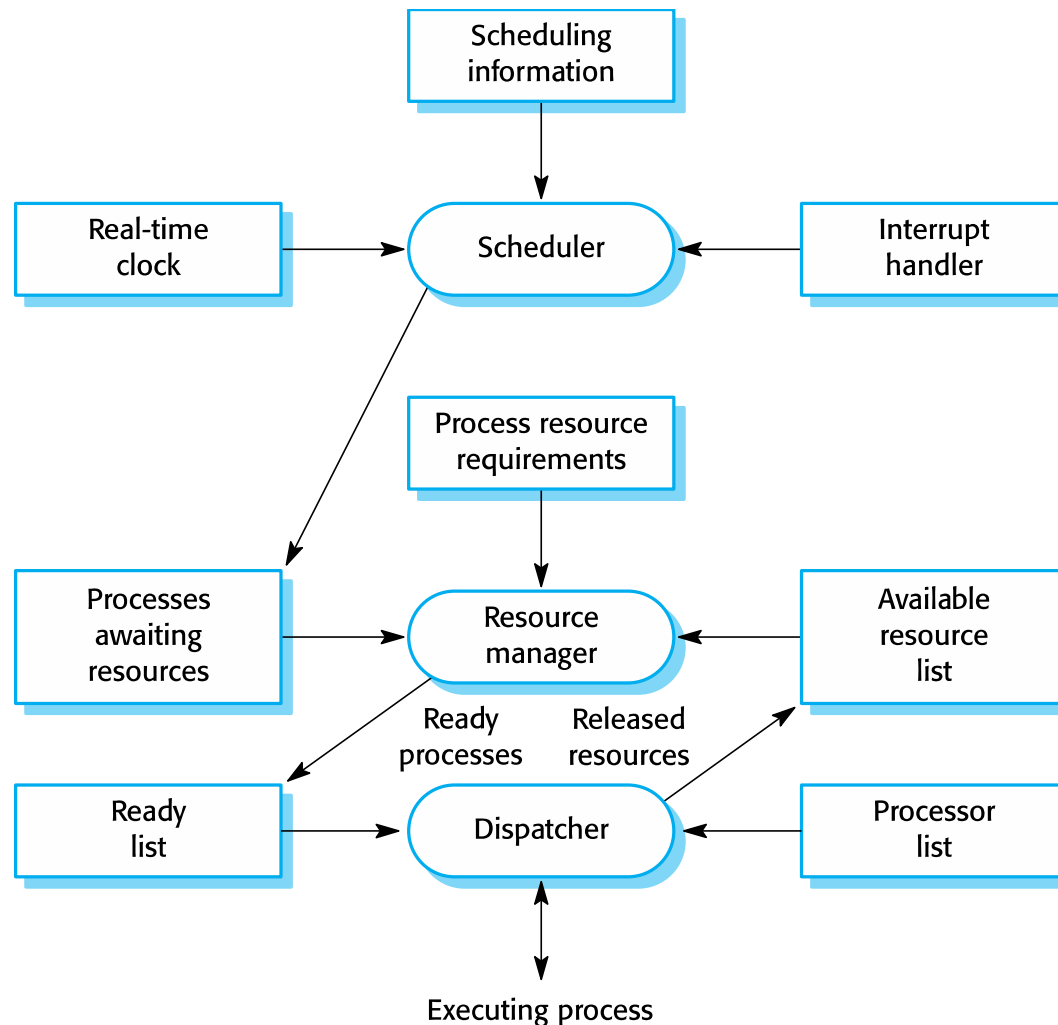 Scheduling
information
Real-time
clock
Scheduler
Interrupt
handler
Process resource
requirements
Processes
awaiting
resources
Resource
manager
Available
resource
list
Ready
processes
Released
resources
Ready
list
Dispatcher
Processor
list
Executing process